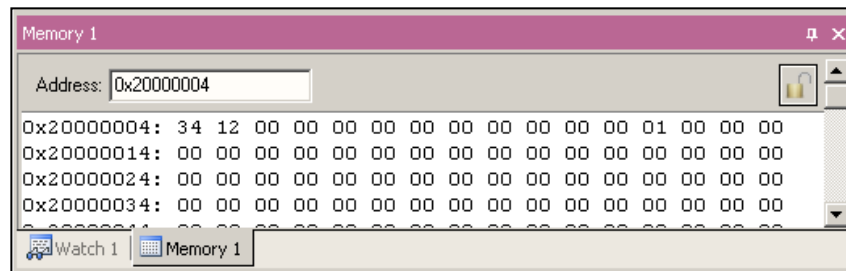 Memory 1
Address: 0x20000004
0x20000004: 34 12 00 00 00 00 00 00 00 00 00 00 01 00 00 00
0x20000014: 00 00 00 00 00 00 00 00 00 00 00 00 00 00 00 00
0x20000024: 00 00 00 00 00 00 00 00 00 00 00 00 00 00 00 00
0x20000034: 00 00 00 00 00 00 00 00 00 00 00 00 00 00 00 00
Watch 1 Memory 1